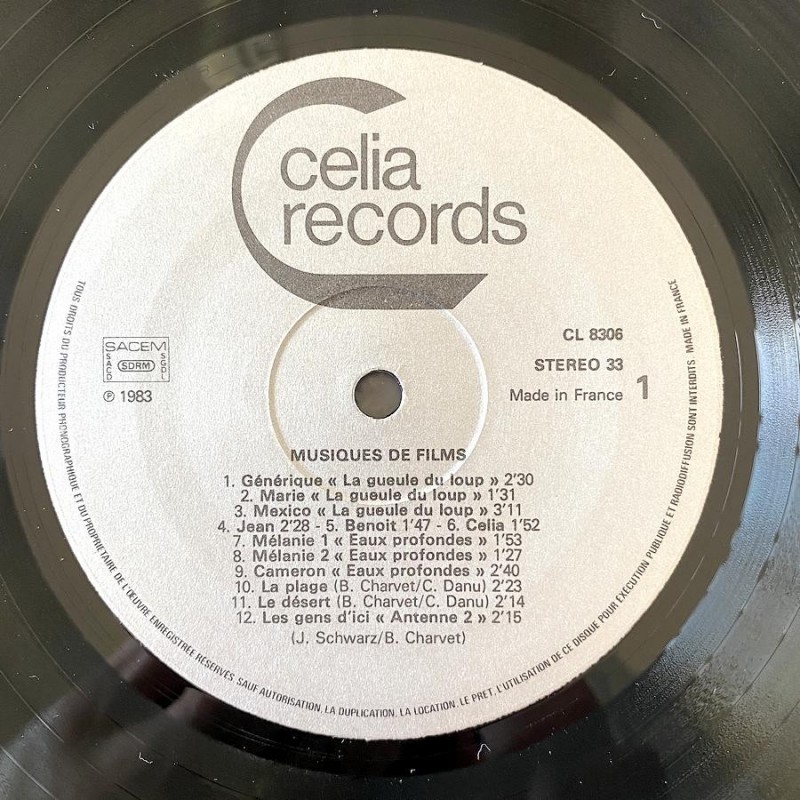 celia
records
SACEM
SACD
SDRM
SGDL
℗ 1983
CL 8306
STEREO 33
Made in France
1
MUSIQUES DE FILMS
1. Générique « La gueule du loup » 2'30
2. Marie « La gueule du loup » 1'31
3. Mexico « La gueule du loup » 3'11
4. Jean 2'28 - 5. Benoit 1'47 - 6. Celia 1'52
7. Mélanie 1 « Eaux profondes » 1'53
8. Mélanie 2 « Eaux profondes » 1'27
9. Cameron « Eaux profondes » 2'40
10. La plage (B. Charvet/C. Danu) 2'23
11. Le désert (B. Charvet/C. Danu) 2'14
12. Les gens d'ici « Antenne 2 » 2'15
(J. Schwarz/B. Charvet)
TOUS DROITS DU PRODUCTEUR PHONOGRAPHIQUE ET DU PROPRIETAIRE DE L'ŒUVRE ENREGISTREE RESERVES SAUF AUTORISATION, LA DUPLICATION, LA LOCATION, LE PRET, L'UTILISATION DE CE DISQUE POUR EXECUTION PUBLIQUE ET RADIODIFFUSION SONT INTERDITS MADE IN FRANCE